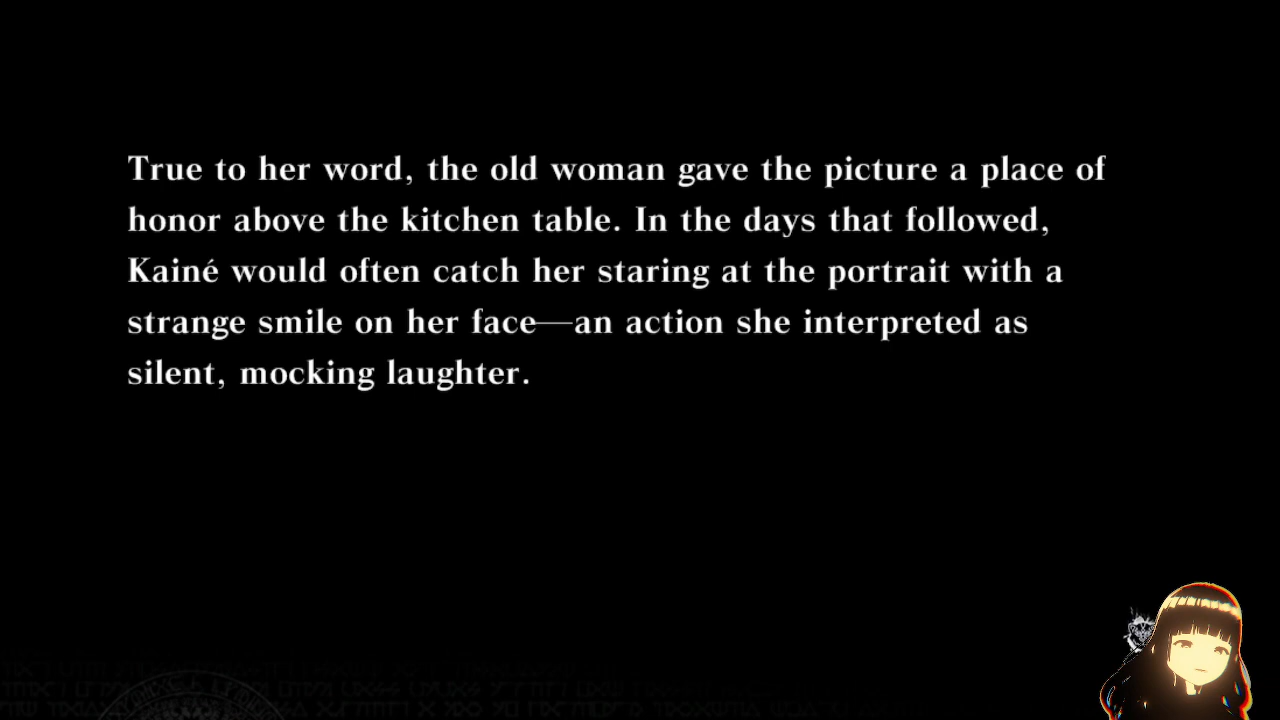 True to her word, the old woman gave the picture a place of
honor above the kitchen table. In the days that followed,
Kainé would often catch her staring at the portrait with a
strange smile on her face—an action she interpreted as
silent, mocking laughter.